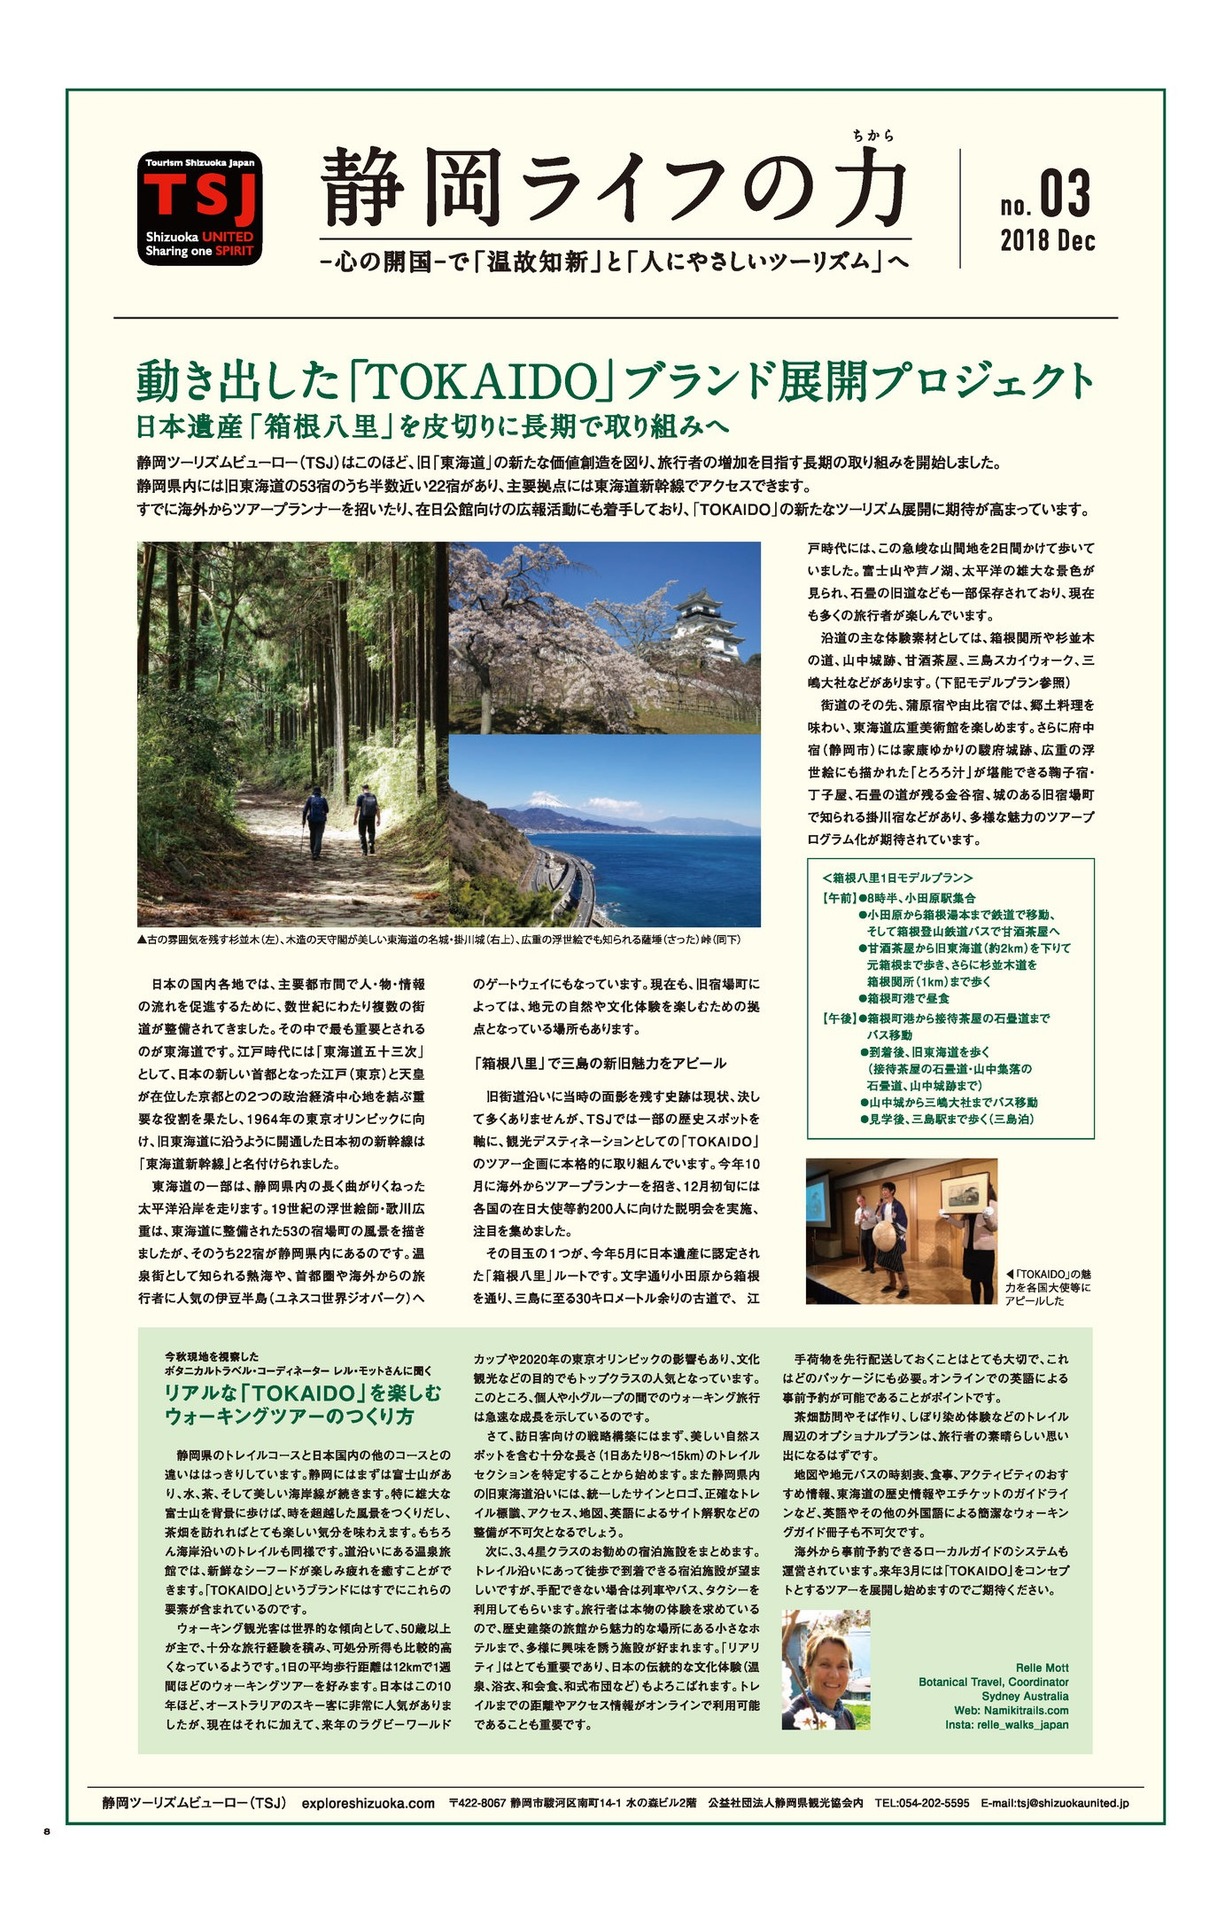 Tourism Shizuoka Japan
TSJ
Shizuoka UNITED
Sharing one SPIRIT
ちから
静岡ライフの力
–心の開国–で「温故知新」と「人にやさしいツーリズム」へ
no. 03
2018 Dec
動き出した「TOKAIDO」ブランド展開プロジェクト
日本遺産「箱根八里」を皮切りに長期で取り組みへ
静岡ツーリズムビューロー（TSJ）はこのほど、旧「東海道」の新たな価値創造を図り、旅行者の増加を目指す長期の取り組みを開始しました。
静岡県内には旧東海道の53宿のうち半数近い22宿があり、主要拠点には東海道新幹線でアクセスできます。
すでに海外からツアープランナーを招いたり、在日公館向けの広報活動にも着手しており、「TOKAIDO」の新たなツーリズム展開に期待が高まっています。
▲古の雰囲気を残す杉並木（左）、木造の天守閣が美しい東海道の名城・掛川城（右上）、広重の浮世絵でも知られる薩埵（さった）峠（同下）
日本の国内各地では、主要都市間で人・物・情報
の流れを促進するために、数世紀にわたり複数の街
道が整備されてきました。その中で最も重要とされる
のが東海道です。江戸時代には「東海道五十三次」
として、日本の新しい首都となった江戸（東京）と天皇
が在位した京都との2つの政治経済中心地を結ぶ重
要な役割を果たし、1964年の東京オリンピックに向
け、旧東海道に沿うように開通した日本初の新幹線は
「東海道新幹線」と名付けられました。
東海道の一部は、静岡県内の長く曲がりくねった
太平洋沿岸を走ります。19世紀の浮世絵師・歌川広
重は、東海道に整備された53の宿場町の風景を描き
ましたが、そのうち22宿が静岡県内にあるのです。温
泉街として知られる熱海や、首都圏や海外からの旅
行者に人気の伊豆半島（ユネスコ世界ジオパーク）へ
のゲートウェイにもなっています。現在も、旧宿場町に
よっては、地元の自然や文化体験を楽しむための拠
点となっている場所もあります。
「箱根八里」で三島の新旧魅力をアピール
旧街道沿いに当時の面影を残す史跡は現状、決し
て多くありませんが、TSJでは一部の歴史スポットを
軸に、観光デスティネーションとしての「TOKAIDO」
のツアー企画に本格的に取り組んでいます。今年10
月に海外からツアープランナーを招き、12月初旬には
各国の在日大使等約200人に向けた説明会を実施、
注目を集めました。
その目玉の1つが、今年5月に日本遺産に認定され
た「箱根八里」ルートです。文字通り小田原から箱根
を通り、三島に至る30キロメートル余りの古道で、江
戸時代には、この急峻な山間地を2日間かけて歩いて
いました。富士山や芦ノ湖、太平洋の雄大な景色が
見られ、石畳の旧道なども一部保存されており、現在
も多くの旅行者が楽しんでいます。
沿道の主な体験素材としては、箱根関所や杉並木
の道、山中城跡、甘酒茶屋、三島スカイウォーク、三
嶋大社などがあります。（下記モデルプラン参照）
街道のその先、蒲原宿や由比宿では、郷土料理を
味わい、東海道広重美術館を楽しめます。さらに府中
宿（静岡市）には家康ゆかりの駿府城跡、広重の浮
世絵にも描かれた「とろろ汁」が堪能できる鞠子宿・
丁子屋、石畳の道が残る金谷宿、城のある旧宿場町
で知られる掛川宿などがあり、多様な魅力のツアープ
ログラム化が期待されています。
＜箱根八里1日モデルプラン＞
【午前】●8時半、小田原駅集合
●小田原から箱根湯本まで鉄道で移動、
そして箱根登山鉄道バスで甘酒茶屋へ
●甘酒茶屋から旧東海道（約2km）を下りて
元箱根まで歩き、さらに杉並木道を
箱根関所（1km）まで歩く
●箱根町港で昼食
【午後】●箱根町港から接待茶屋の石畳道まで
バス移動
●到着後、旧東海道を歩く
（接待茶屋の石畳道・山中集落の
石畳道、山中城跡まで）
●山中城から三嶋大社までバス移動
●見学後、三島駅まで歩く（三島泊）
◀「TOKAIDO」の魅
力を各国大使等に
アピールした
今秋現地を視察した
ボタニカルトラベル・コーディネーター レル・モットさんに聞く
リアルな「TOKAIDO」を楽しむ
ウォーキングツアーのつくり方
静岡県のトレイルコースと日本国内の他のコースとの
違いははっきりしています。静岡にはまずは富士山があ
り、水、茶、そして美しい海岸線が続きます。特に雄大な
富士山を背景に歩けば、時を超越した風景をつくりだし、
茶畑を訪れればとても楽しい気分を味わえます。もちろ
ん海岸沿いのトレイルも同様です。道沿いにある温泉旅
館では、新鮮なシーフードが楽しみ疲れを癒すことがで
きます。「TOKAIDO」というブランドにはすでにこれらの
要素が含まれているのです。
ウォーキング観光客は世界的な傾向として、50歳以上
が主で、十分な旅行経験を積み、可処分所得も比較的高
くなっているようです。1日の平均歩行距離は12kmで1週
間ほどのウォーキングツアーを好みます。日本はこの10
年ほど、オーストラリアのスキー客に非常に人気がありま
したが、現在はそれに加えて、来年のラグビーワールド
カップや2020年の東京オリンピックの影響もあり、文化
観光などの目的でもトップクラスの人気となっています。
このところ、個人や小グループの間でのウォーキング旅行
は急速な成長を示しているのです。
さて、訪日客向けの戦略構築にはまず、美しい自然ス
ポットを含む十分な長さ（1日あたり8～15km）のトレイル
セクションを特定することから始めます。また静岡県内
の旧東海道沿いには、統一したサインとロゴ、正確なトレ
イル標識、アクセス、地図、英語によるサイト解釈などの
整備が不可欠となるでしょう。
次に、3、4星クラスのお勧めの宿泊施設をまとめます。
トレイル沿いにあって徒歩で到着できる宿泊施設が望ま
しいですが、手配できない場合は列車やバス、タクシーを
利用してもらいます。旅行者は本物の体験を求めている
ので、歴史建築の旅館から魅力的な場所にある小さなホ
テルまで、多様に興味を誘う施設が好まれます。「リアリ
ティ」はとても重要であり、日本の伝統的な文化体験（温
泉、浴衣、和会食、和式布団など）もよろこばれます。トレ
イルまでの距離やアクセス情報がオンラインで利用可能
であることも重要です。
手荷物を先行配送しておくことはとても大切で、これ
はどのパッケージにも必要。オンラインでの英語による
事前予約が可能であることがポイントです。
茶畑訪問やそば作り、しぼり染め体験などのトレイル
周辺のオプショナルプランは、旅行者の素晴らしい思い
出になるはずです。
地図や地元バスの時刻表、食事、アクティビティのおす
すめ情報、東海道の歴史情報やエチケットのガイドライ
ンなど、英語やその他の外国語による簡潔なウォーキン
グガイド冊子も不可欠です。
海外から事前予約できるローカルガイドのシステムも
運営されています。来年3月には「TOKAIDO」をコンセプ
トとするツアーを展開し始めますのでご期待ください。
Relle Mott
Botanical Travel, Coordinator
Sydney Australia
Web: Namikitrails.com
Insta: relle_walks_japan
静岡ツーリズムビューロー（TSJ） exploreshizuoka.com 〒422-8067 静岡市駿河区南町14-1 水の森ビル2階 公益社団法人静岡県観光協会内 TEL:054-202-5595 E-mail:tsj@shizuokaunited.jp
8